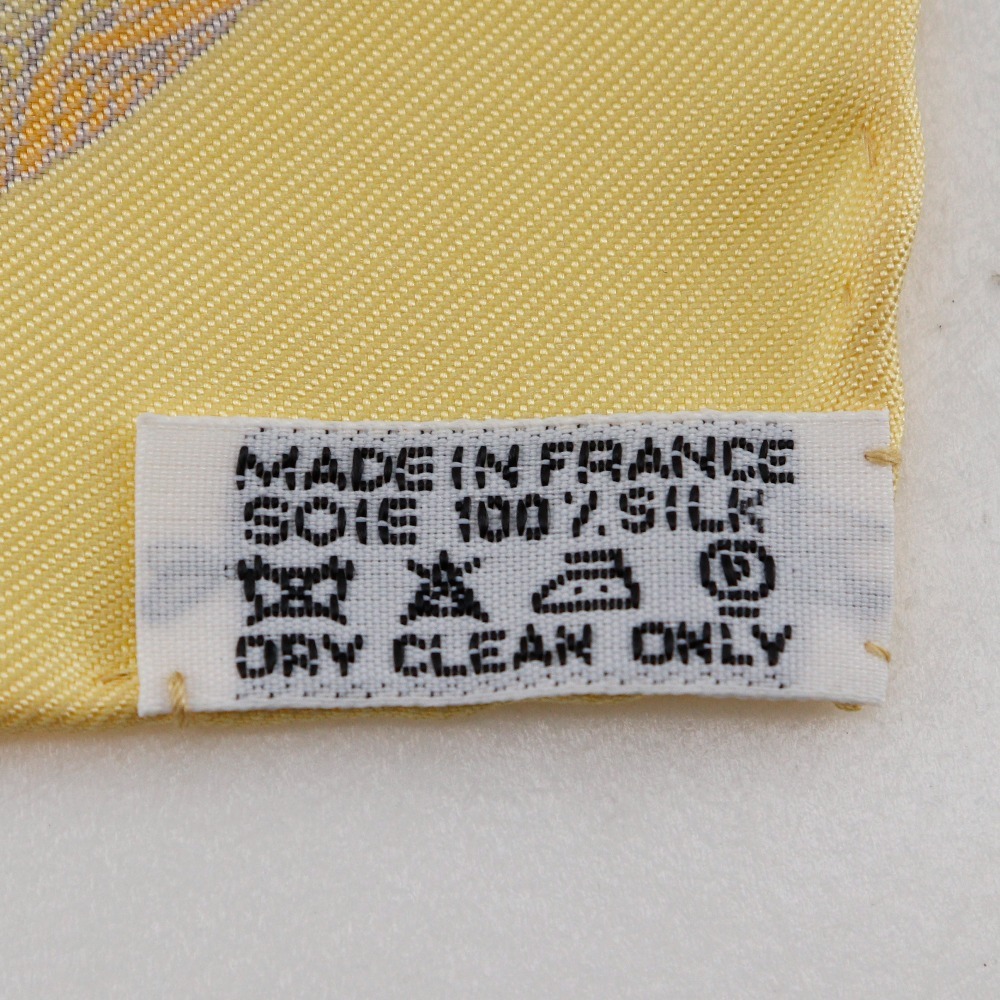 MADE IN FRANCE
SOIE 100% SILK
P
DRY CLEAN ONLY